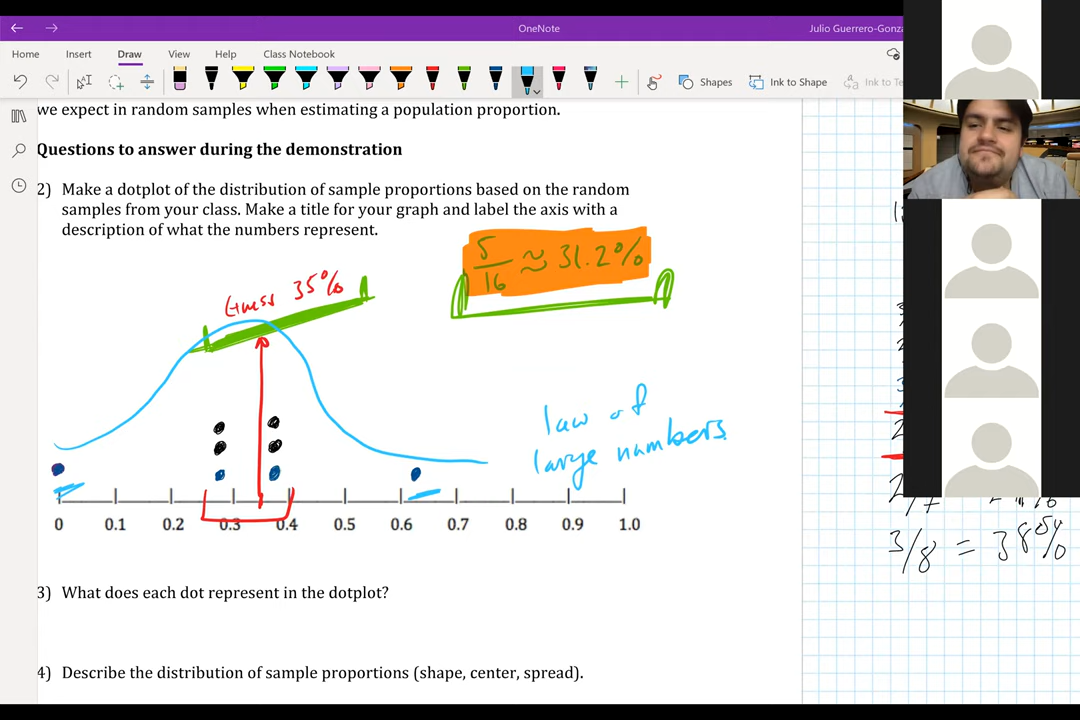 OneNote
Julio Guerrero-Gonza
Home Insert Draw View Help Class Notebook
Shapes Ink to Shape Ink to Te
we expect in random samples when estimating a population proportion.
Questions to answer during the demonstration
2) Make a dotplot of the distribution of sample proportions based on the random
samples from your class. Make a title for your graph and label the axis with a
description of what the numbers represent.
5/16 ≈ 31.2%
Guess 35%
law of
large numbers
0 0.1 0.2 0.3 0.4 0.5 0.6 0.7 0.8 0.9 1.0
3/8 = 38%
3) What does each dot represent in the dotplot?
4) Describe the distribution of sample proportions (shape, center, spread).